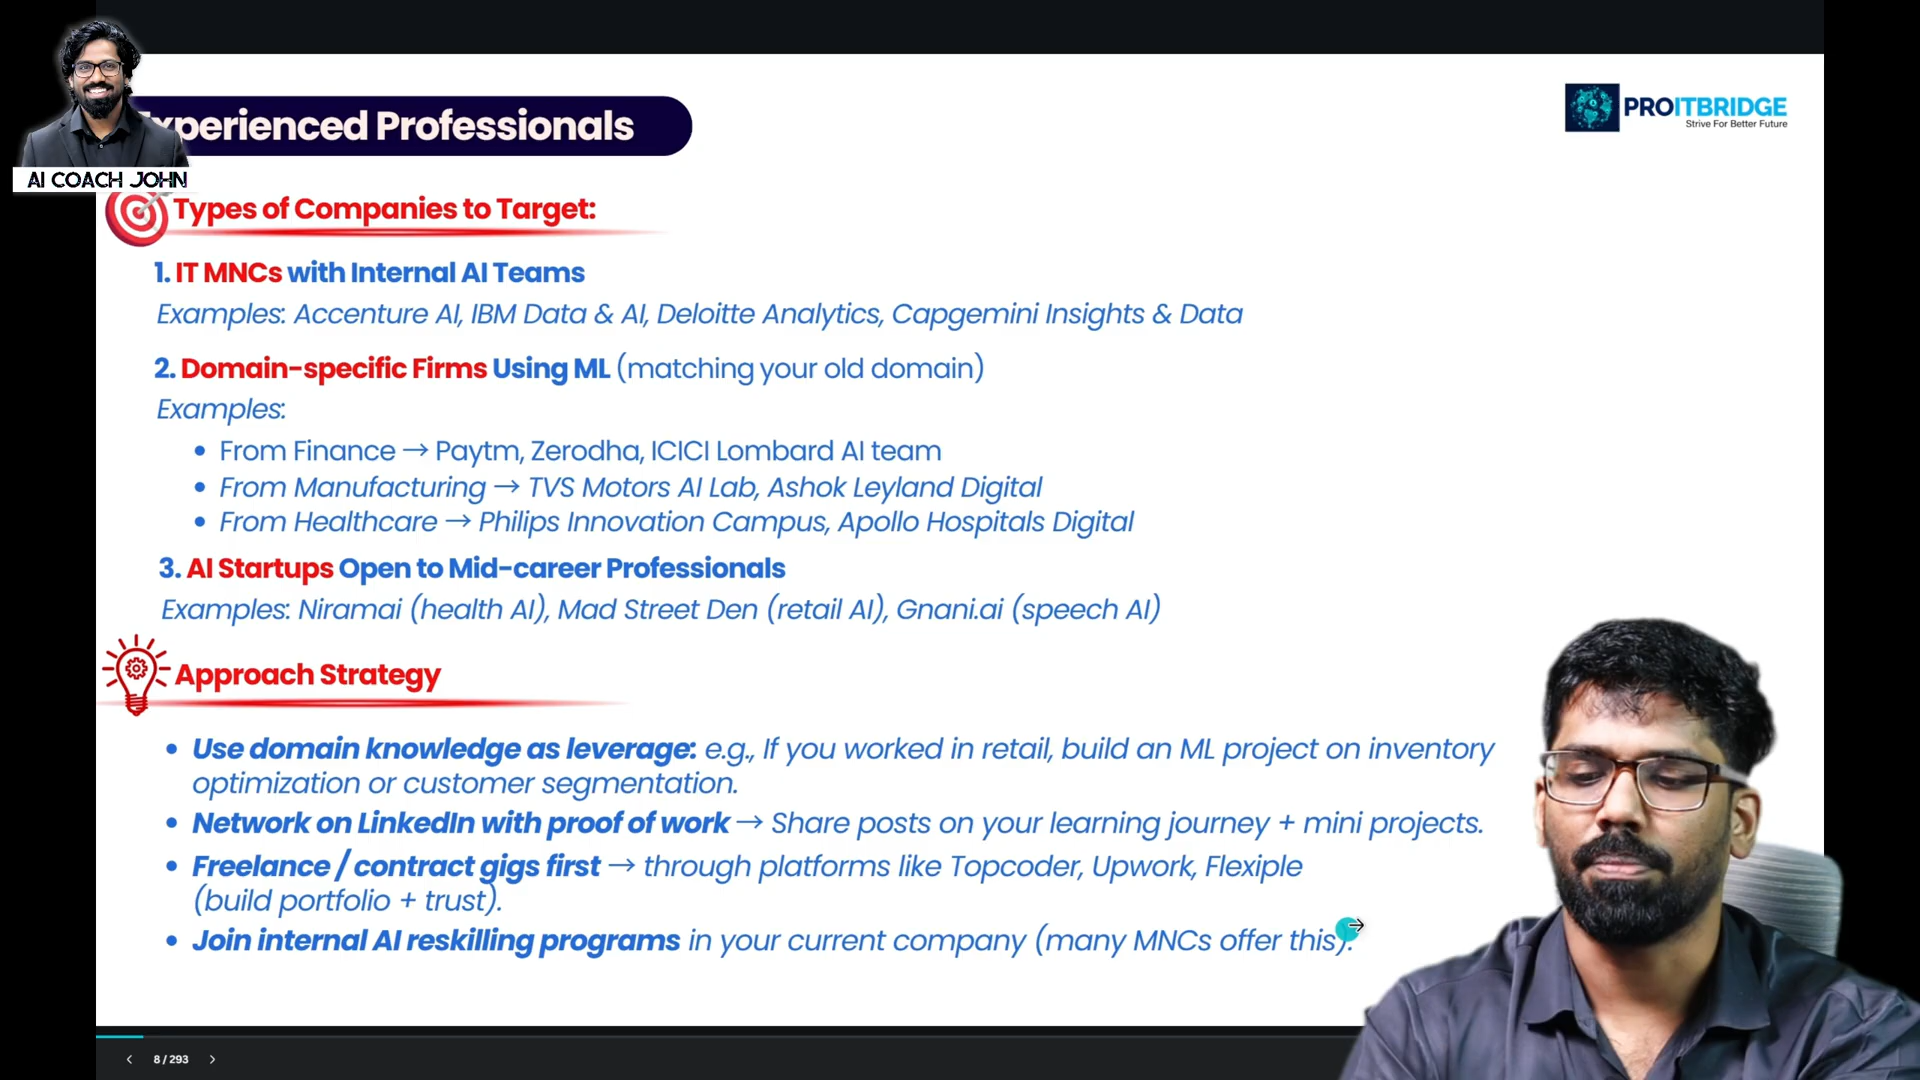 xperienced Professionals
PROITBRIDGE
Strive For Better Future
AI COACH JOHN
Types of Companies to Target:
1. IT MNCs with Internal AI Teams
Examples: Accenture AI, IBM Data & AI, Deloitte Analytics, Capgemini Insights & Data
2. Domain-specific Firms Using ML (matching your old domain)
Examples:
• From Finance → Paytm, Zerodha, ICICI Lombard AI team
• From Manufacturing → TVS Motors AI Lab, Ashok Leyland Digital
• From Healthcare → Philips Innovation Campus, Apollo Hospitals Digital
3. AI Startups Open to Mid-career Professionals
Examples: Niramai (health AI), Mad Street Den (retail AI), Gnani.ai (speech AI)
Approach Strategy
• Use domain knowledge as leverage: e.g., If you worked in retail, build an ML project on inventory
optimization or customer segmentation.
• Network on LinkedIn with proof of work → Share posts on your learning journey + mini projects.
• Freelance / contract gigs first → through platforms like Topcoder, Upwork, Flexiple
(build portfolio + trust).
• Join internal AI reskilling programs in your current company (many MNCs offer this).
8 / 293